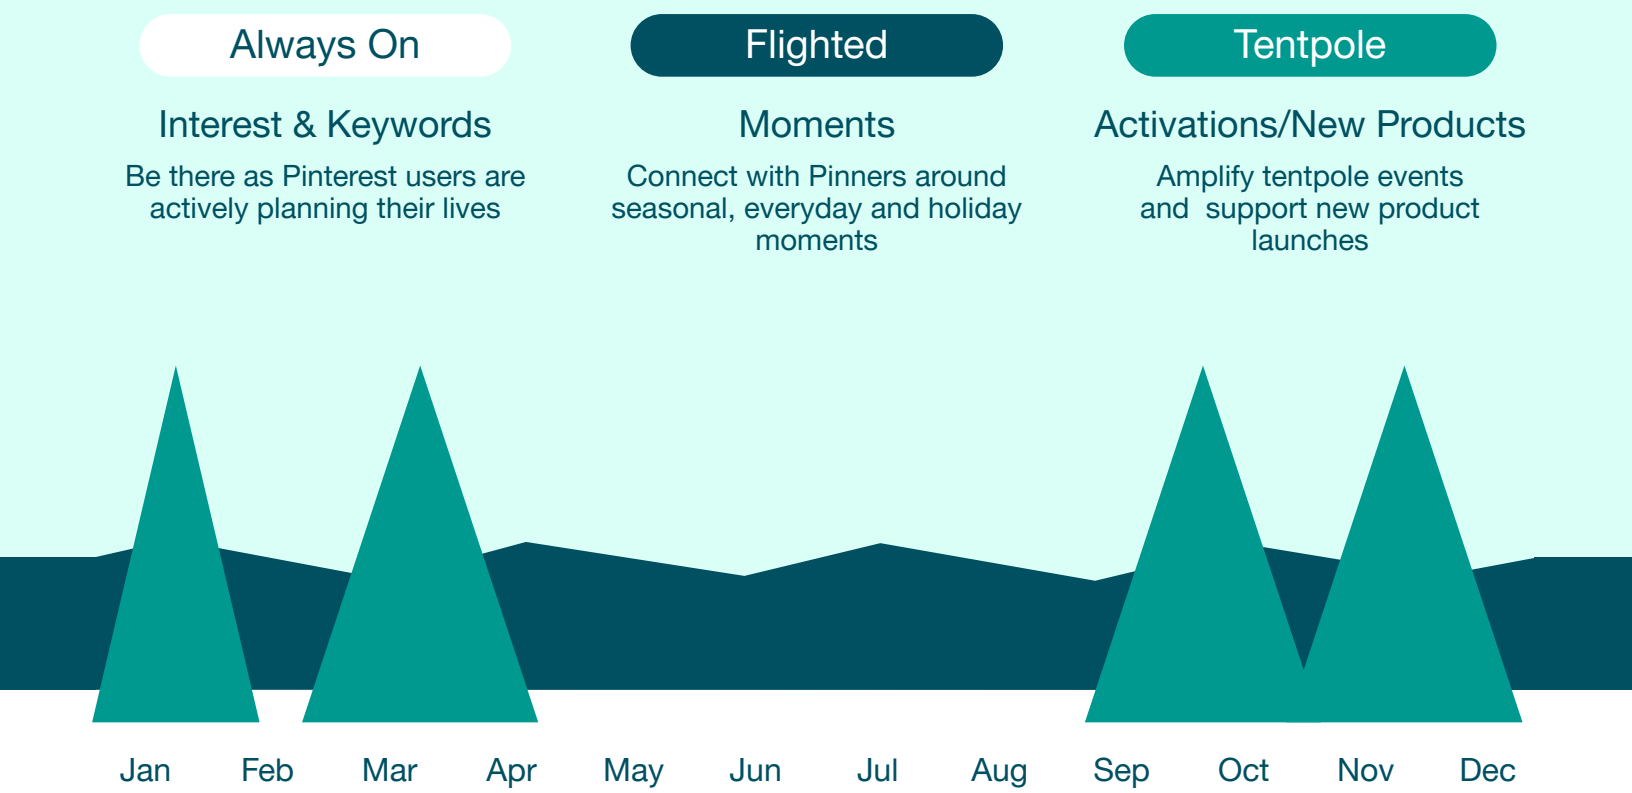 Always On
Interest & Keywords
Be there as Pinterest users are
actively planning their lives
Flighted
Moments
Connect with Pinners around
seasonal, everyday and holiday
moments
Tentpole
Activations/New Products
Amplify tentpole events
and  support new product
launches
Jan Feb Mar Apr May Jun Jul Aug Sep Oct Nov Dec